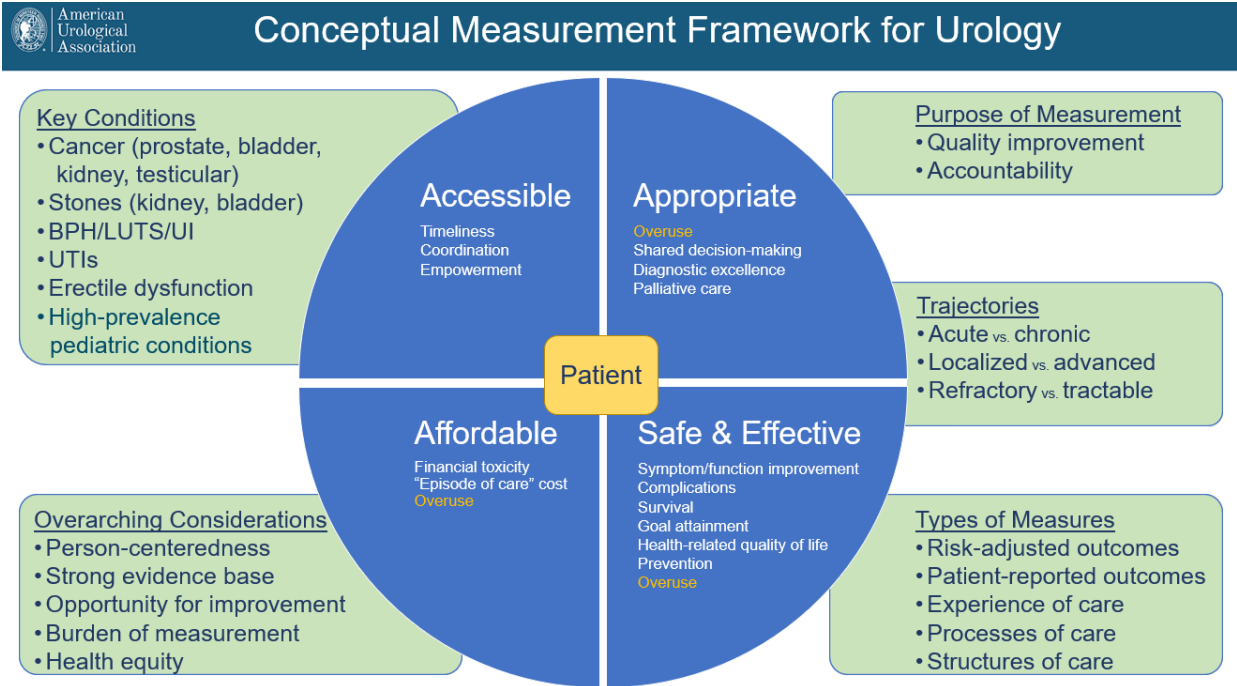 American
Urological
Association
Conceptual Measurement Framework for Urology
Key Conditions
• Cancer (prostate, bladder,
kidney, testicular)
• Stones (kidney, bladder)
• BPH/LUTS/UI
• UTIs
• Erectile dysfunction
• High-prevalence
pediatric conditions
Accessible
Timeliness
Coordination
Empowerment
Appropriate
Overuse
Shared decision-making
Diagnostic excellence
Palliative care
Purpose of Measurement
• Quality improvement
• Accountability
Trajectories
• Acute vs. chronic
• Localized vs. advanced
• Refractory vs. tractable
Patient
Affordable
Financial toxicity
“Episode of care” cost
Overuse
Safe & Effective
Symptom/function improvement
Complications
Survival
Goal attainment
Health-related quality of life
Prevention
Overuse
Overarching Considerations
• Person-centeredness
• Strong evidence base
• Opportunity for improvement
• Burden of measurement
• Health equity
Types of Measures
• Risk-adjusted outcomes
• Patient-reported outcomes
• Experience of care
• Processes of care
• Structures of care